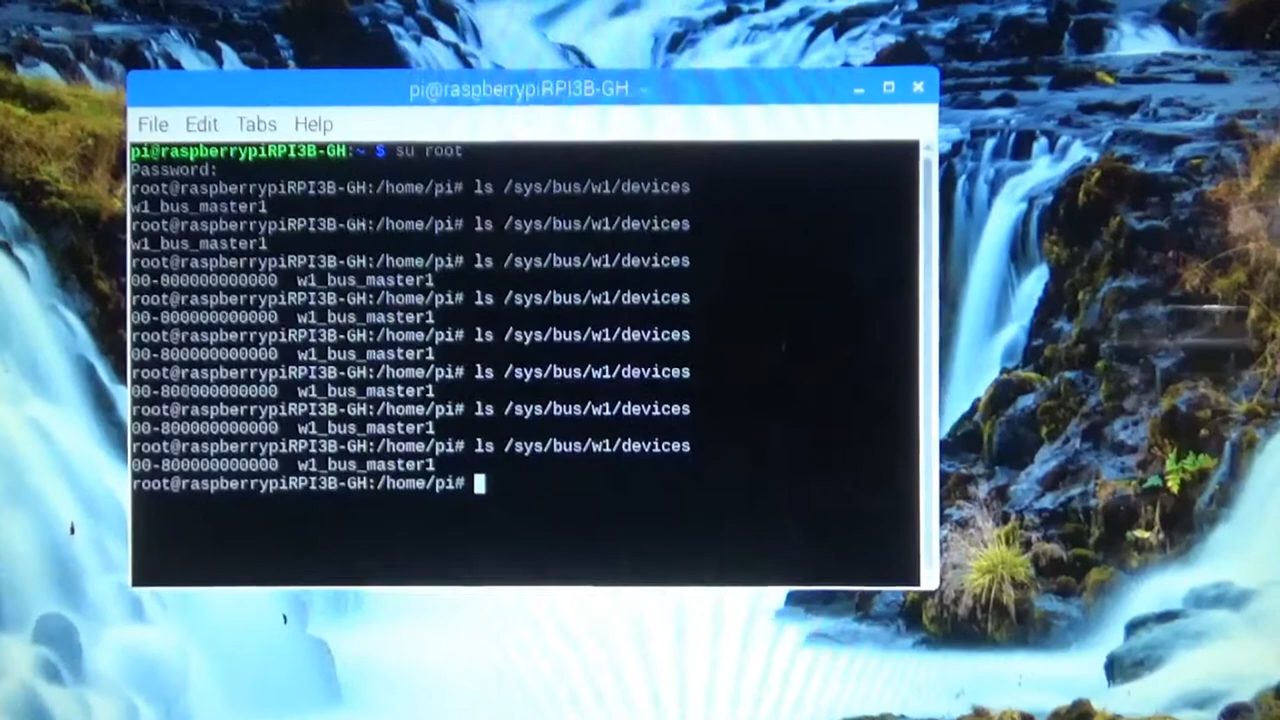 pi@raspberrypiRPI3B-GH: ~
File Edit Tabs Help
pi@raspberrypiRPI3B-GH:~ $ su root
Password:
root@raspberrypiRPI3B-GH:/home/pi# ls /sys/bus/w1/devices
w1_bus_master1
root@raspberrypiRPI3B-GH:/home/pi# ls /sys/bus/w1/devices
w1_bus_master1
root@raspberrypiRPI3B-GH:/home/pi# ls /sys/bus/w1/devices
00-800000000000  w1_bus_master1
root@raspberrypiRPI3B-GH:/home/pi# ls /sys/bus/w1/devices
00-800000000000  w1_bus_master1
root@raspberrypiRPI3B-GH:/home/pi# ls /sys/bus/w1/devices
00-800000000000  w1_bus_master1
root@raspberrypiRPI3B-GH:/home/pi# ls /sys/bus/w1/devices
00-800000000000  w1_bus_master1
root@raspberrypiRPI3B-GH:/home/pi# ls /sys/bus/w1/devices
00-800000000000  w1_bus_master1
root@raspberrypiRPI3B-GH:/home/pi# ls /sys/bus/w1/devices
00-800000000000  w1_bus_master1
root@raspberrypiRPI3B-GH:/home/pi#